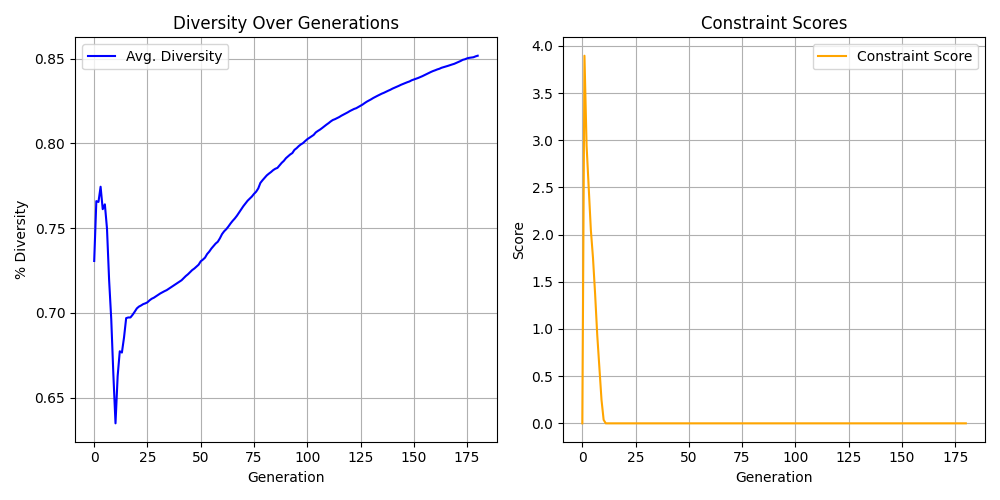 Diversity Over Generations
Avg. Diversity
% Diversity
0.85
0.80
0.75
0.70
0.65
0 25 50 75 100 125 150 175
Generation
Constraint Scores
Constraint Score
Score
4.0
3.5
3.0
2.5
2.0
1.5
1.0
0.5
0.0
0 25 50 75 100 125 150 175
Generation